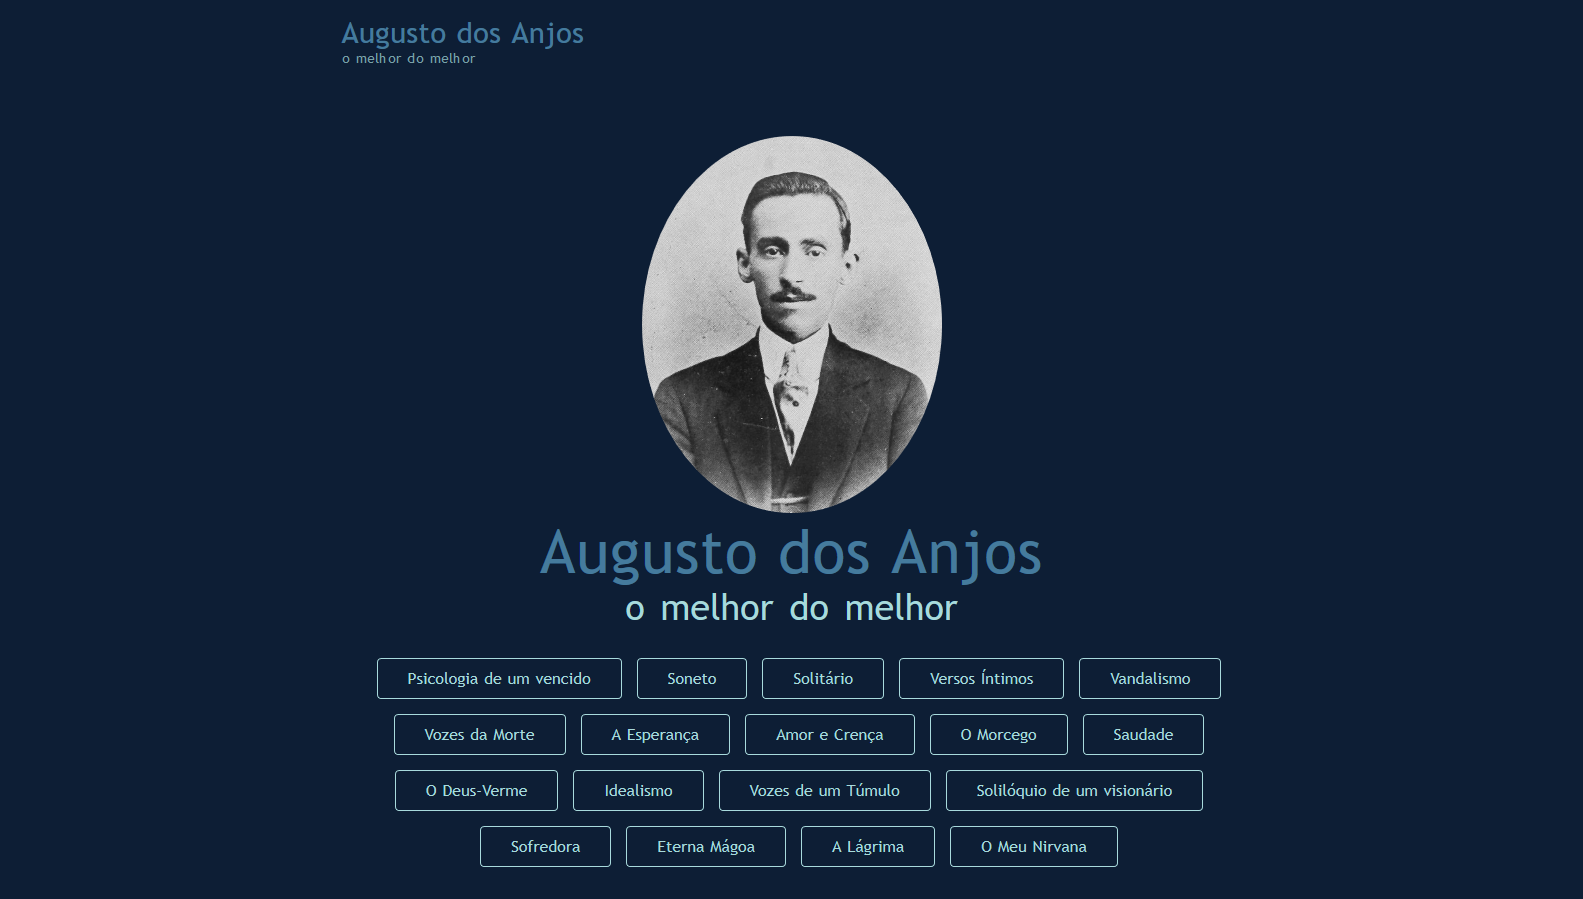 Augusto dos Anjos
o melhor do melhor
Augusto dos Anjos
o melhor do melhor
Psicologia de um vencido Soneto Solitário Versos Íntimos Vandalismo
Vozes da Morte A Esperança Amor e Crença O Morcego Saudade
O Deus-Verme Idealismo Vozes de um Túmulo Solilóquio de um visionário
Sofredora Eterna Mágoa A Lágrima O Meu Nirvana